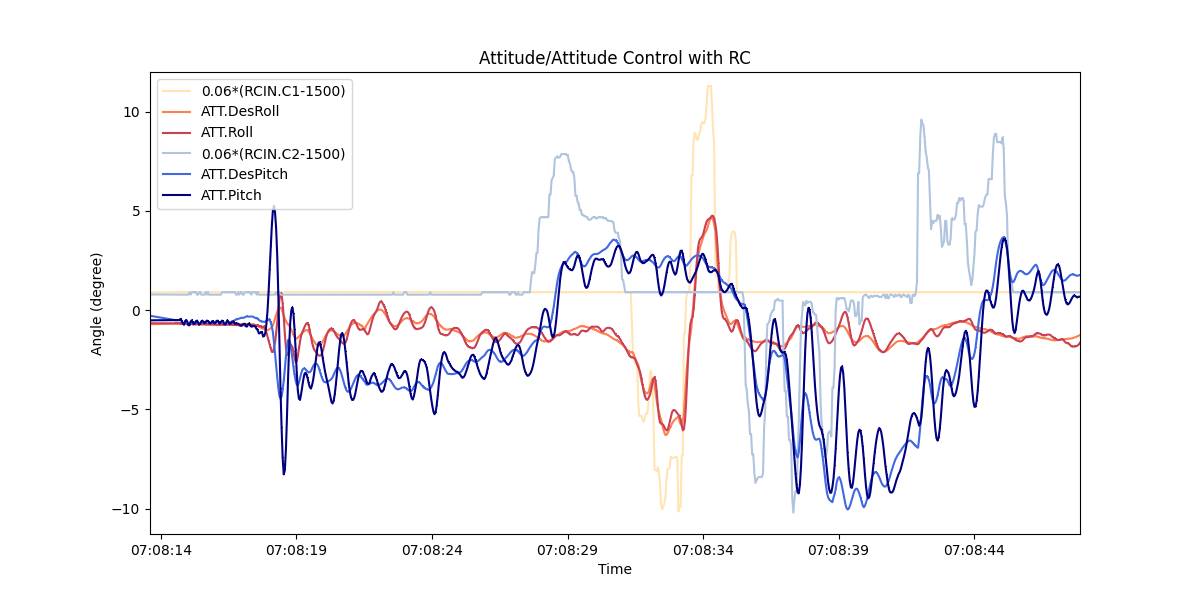 Attitude/Attitude Control with RC
0.06*(RCIN.C1-1500)
ATT.DesRoll
ATT.Roll
0.06*(RCIN.C2-1500)
ATT.DesPitch
ATT.Pitch
Angle (degree)
10
5
0
−5
−10
07:08:14 07:08:19 07:08:24 07:08:29 07:08:34 07:08:39 07:08:44
Time